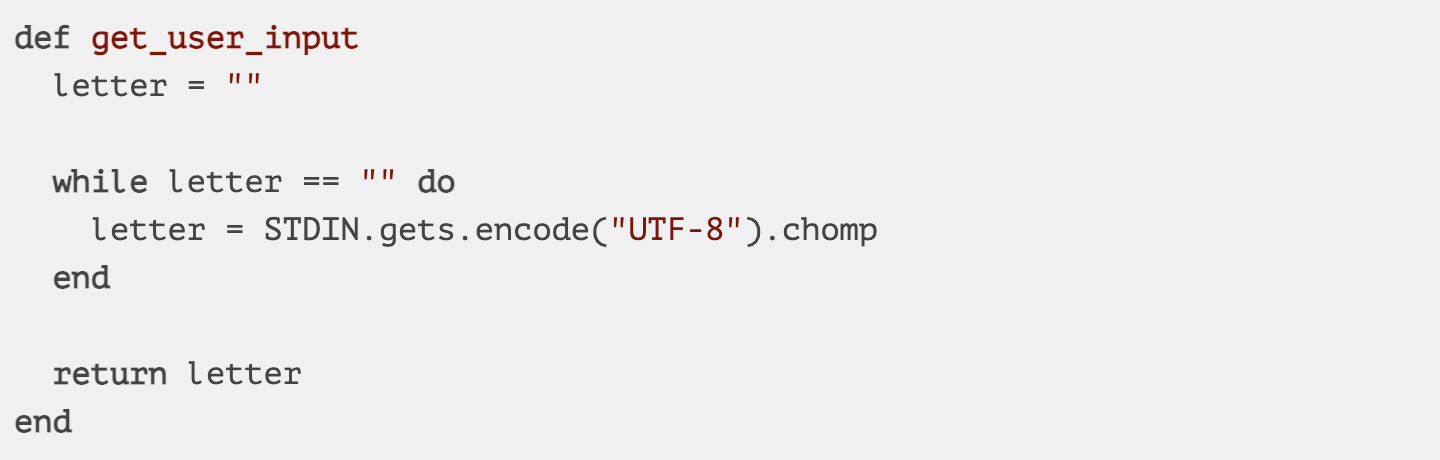 def get_user_input
  letter = ""

  while letter == "" do
    letter = STDIN.gets.encode("UTF-8").chomp
  end

  return letter
end